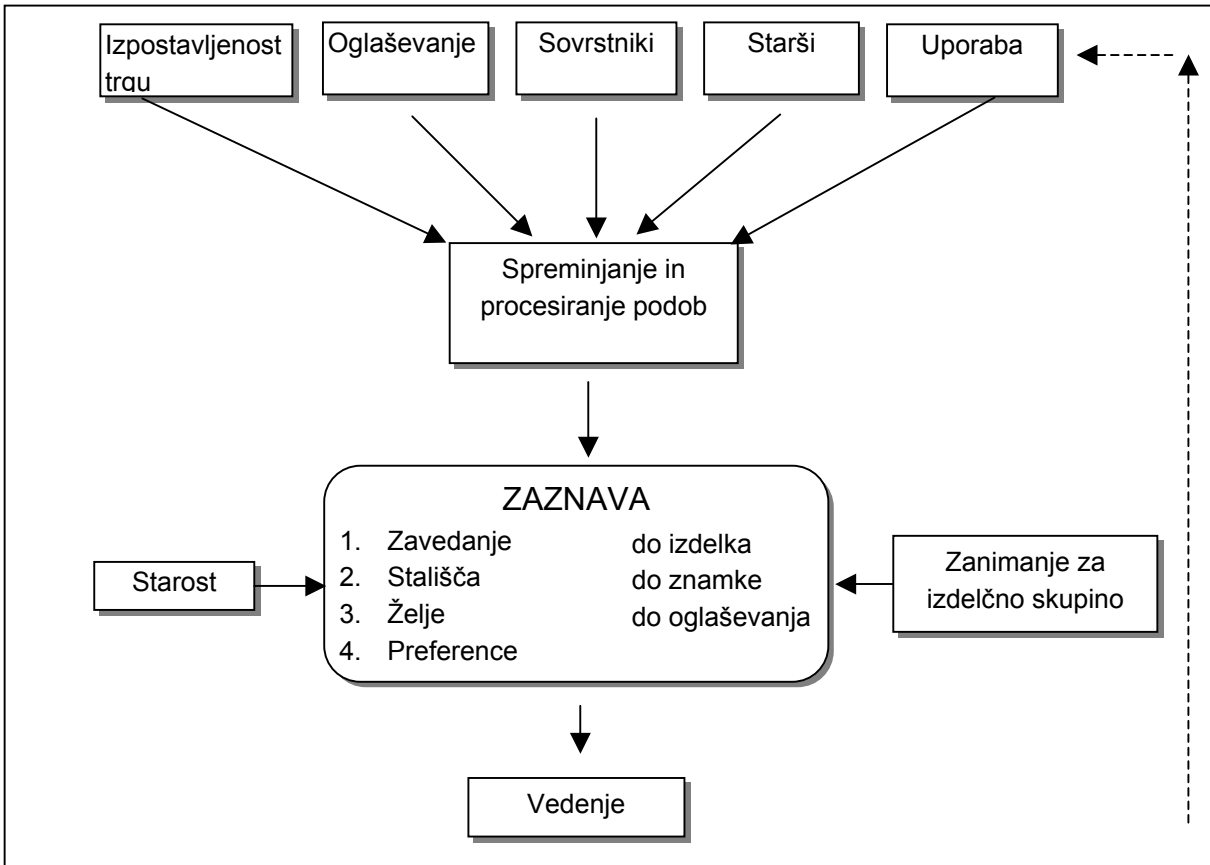 Izpostavljenost
trgu
Oglaševanje
Sovrstniki
Starši
Uporaba
Spreminjanje in
procesiranje podob
ZAZNAVA
1. Zavedanje
2. Stališča
3. Želje
4. Preference
do izdelka
do znamke
do oglaševanja
Starost
Zanimanje za
izdelčno skupino
Vedenje